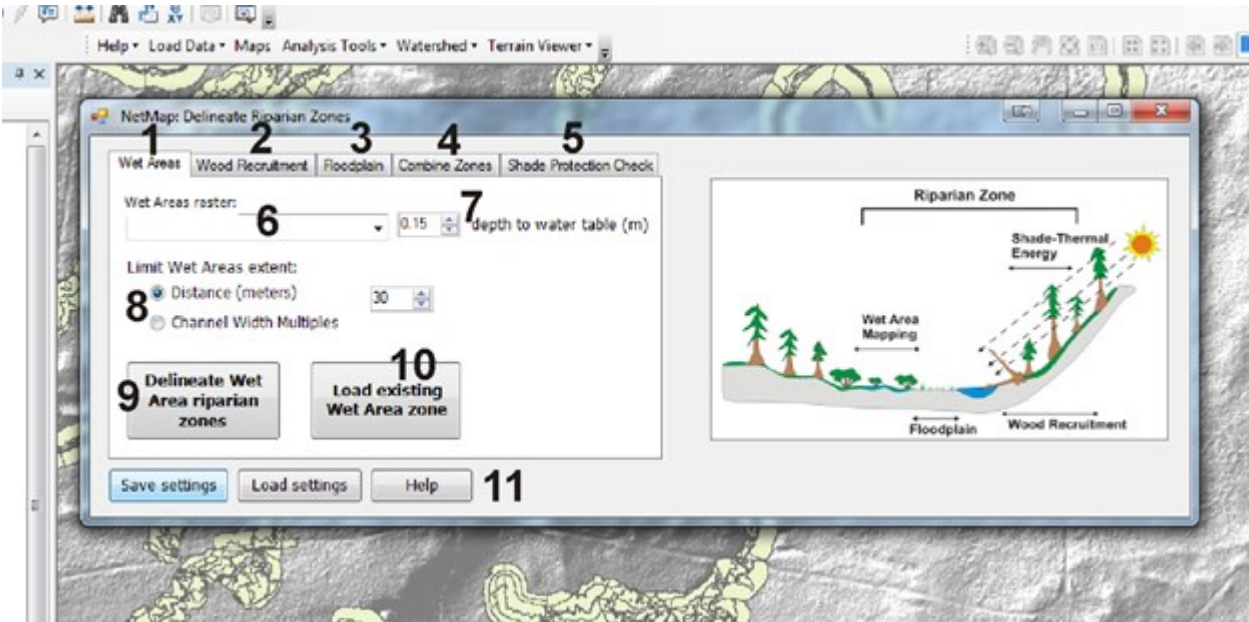 Help Load Data Maps Analysis Tools Watershed Terrain Viewer
NetMap: Delineate Riparian Zones
1 2 3 4 5
Wet Areas Wood Recruitment Floodplain Combine Zones Shade Protection Check
Wet Areas raster:
6 0.15 7 depth to water table (m)
Limit Wet Areas extent:
8 Distance (meters) 30
Channel Width Multiples
9 Delineate Wet
Area riparian
zones
10
Load existing
Wet Area zone
Save settings Load settings Help 11
Riparian Zone
Shade-Thermal
Energy
Wet Area
Mapping
Floodplain Wood Recruitment